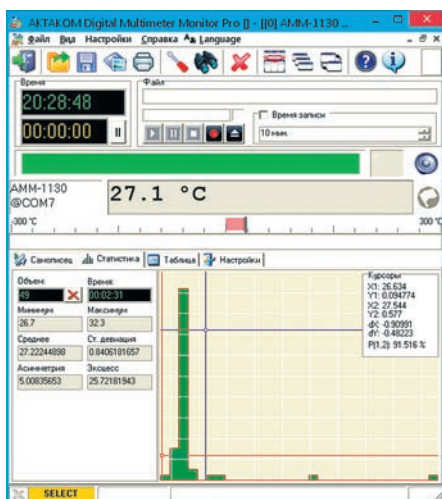 AKTAKOM Digital Multimeter Monitor Pro [] - [[0] AMM-1130 ...
Файл Вид Настройки Справка Language
Время
20:28:48
00:00:00
Файл
Время записи
10 мин.
AMM-1130
@COM7
27.1 °C
-300 °C
300 °C
Самописец Статистика Таблица Настройки
Объем: Время:
49 00:02:31
Минимум Максимум
26.7 32.3
Среднее Ст. девиация
27.22244898 0.8406181657
Асимметрия Эксцесс
5.00835653 25.72181943
Курсоры
X1: 26.634
Y1: 0.094774
X2: 27.544
Y2: 0.577
dX: -0.90991
dY: -0.48223
P(1,2): 91.516 %
SELECT